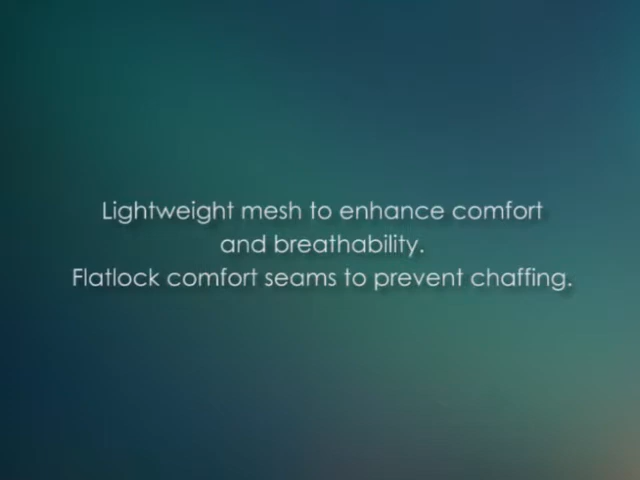 Lightweight mesh to enhance comfort
and breathability.
Flatlock comfort seams to prevent chaffing.